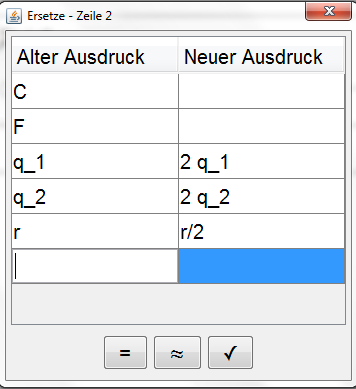 Ersetze - Zeile 2
Alter Ausdruck Neuer Ausdruck
C
F
q_1 2 q_1
q_2 2 q_2
r r/2
= ≈ ✓